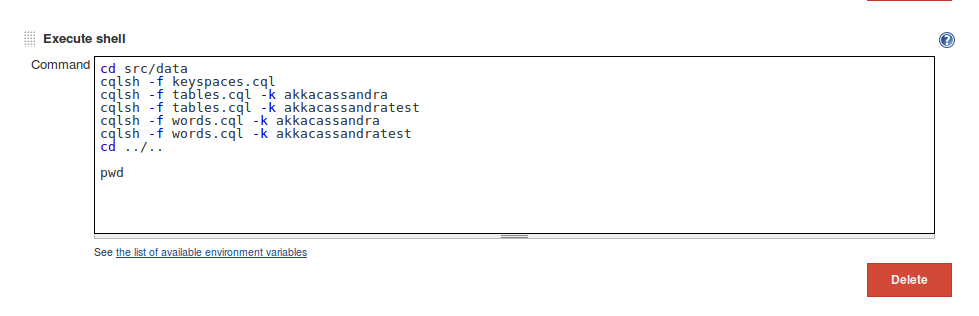 Execute shell
Command
cd src/data
cqlsh -f keyspaces.cql
cqlsh -f tables.cql -k akkacassandra
cqlsh -f tables.cql -k akkacassandratest
cqlsh -f words.cql -k akkacassandra
cqlsh -f words.cql -k akkacassandratest
cd ../..
pwd
See the list of available environment variables
Delete